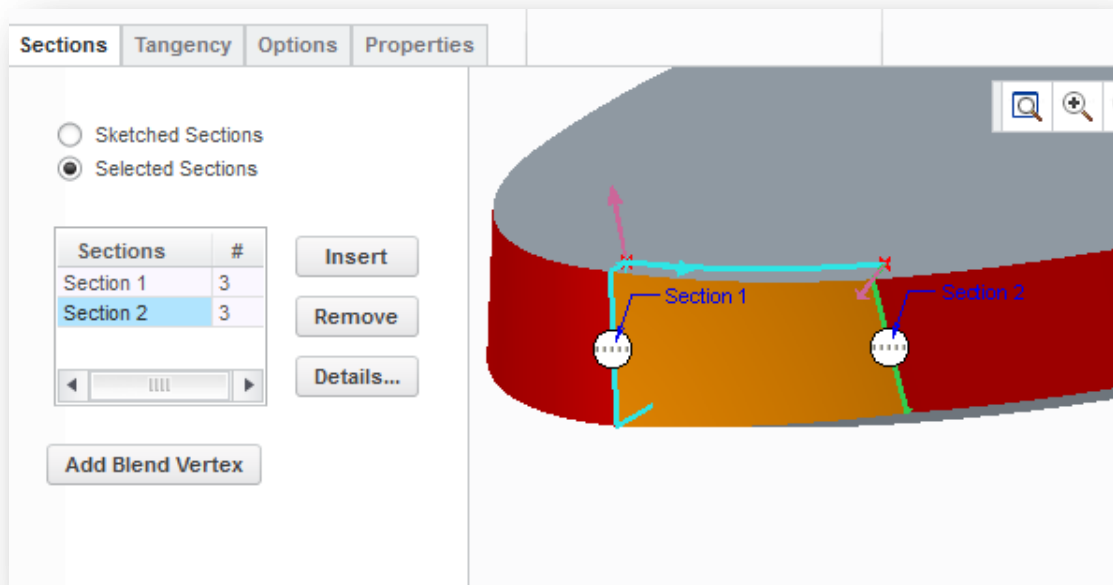 Sections Tangency Options Properties
Sketched Sections
Selected Sections
Sections #
Section 1 3
Section 2 3
Insert
Remove
Details...
Add Blend Vertex
Section 1
Section 2